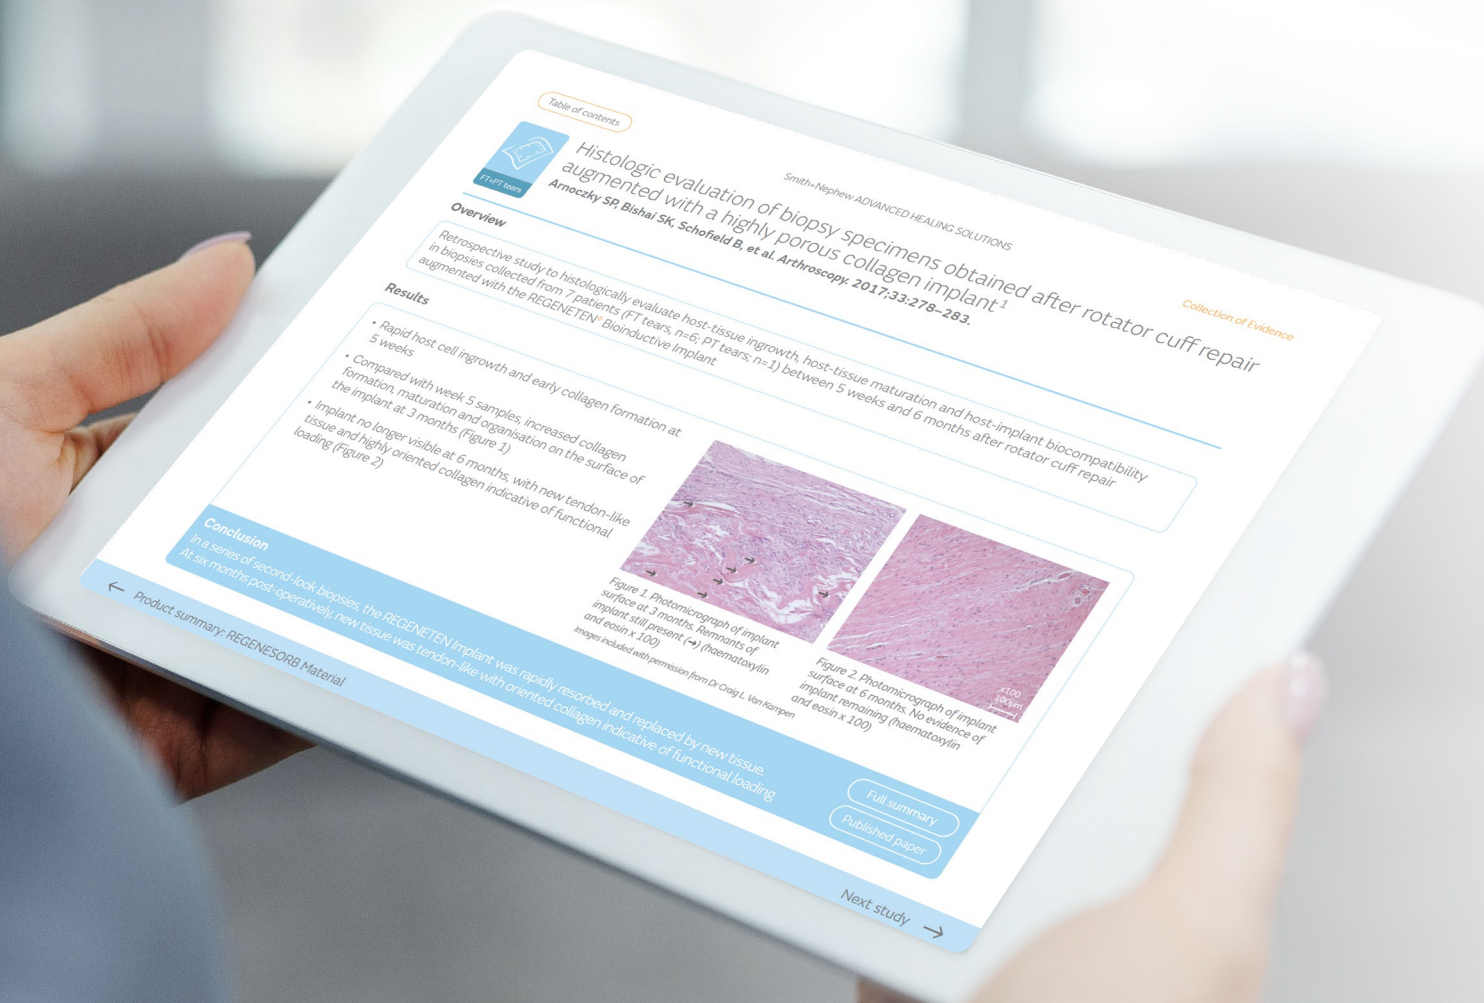 Table of contents
Smith+Nephew ADVANCED HEALING SOLUTIONS
Collection of Evidence
FT+PT tears
Histologic evaluation of biopsy specimens obtained after rotator cuff repair
augmented with a highly porous collagen implant¹
Arnoczky SP, Bishai SK, Schofield B, et al. Arthroscopy. 2017;33:278–283.
Overview
Retrospective study to histologically evaluate host-tissue ingrowth, host-tissue maturation and host-implant biocompatibility
in biopsies collected from 7 patients (FT tears, n=6; PT tears; n=1) between 5 weeks and 6 months after rotator cuff repair
augmented with the REGENETEN® Bioinductive Implant
Results
• Rapid host cell ingrowth and early collagen formation at
5 weeks
• Compared with week 5 samples, increased collagen
formation, maturation and organisation on the surface of
the implant at 3 months (Figure 1)
• Implant no longer visible at 6 months, with new tendon-like
tissue and highly oriented collagen indicative of functional
loading (Figure 2)
Figure 1. Photomicrograph of implant
surface at 3 months. Remnants of
implant still present (➔) (haematoxylin
and eosin x 100)
Images included with permission from Dr Craig L. Van Kampen
x100
100µm
Figure 2. Photomicrograph of implant
surface at 6 months. No evidence of
implant remaining (haematoxylin
and eosin x 100)
Conclusion
In a series of second-look biopsies, the REGENETEN Implant was rapidly resorbed and replaced by new tissue.
At six months post-operatively, new tissue was tendon-like with oriented collagen indicative of functional loading
Full summary
Published paper
← Product summary: REGENESORB Material
Next study →